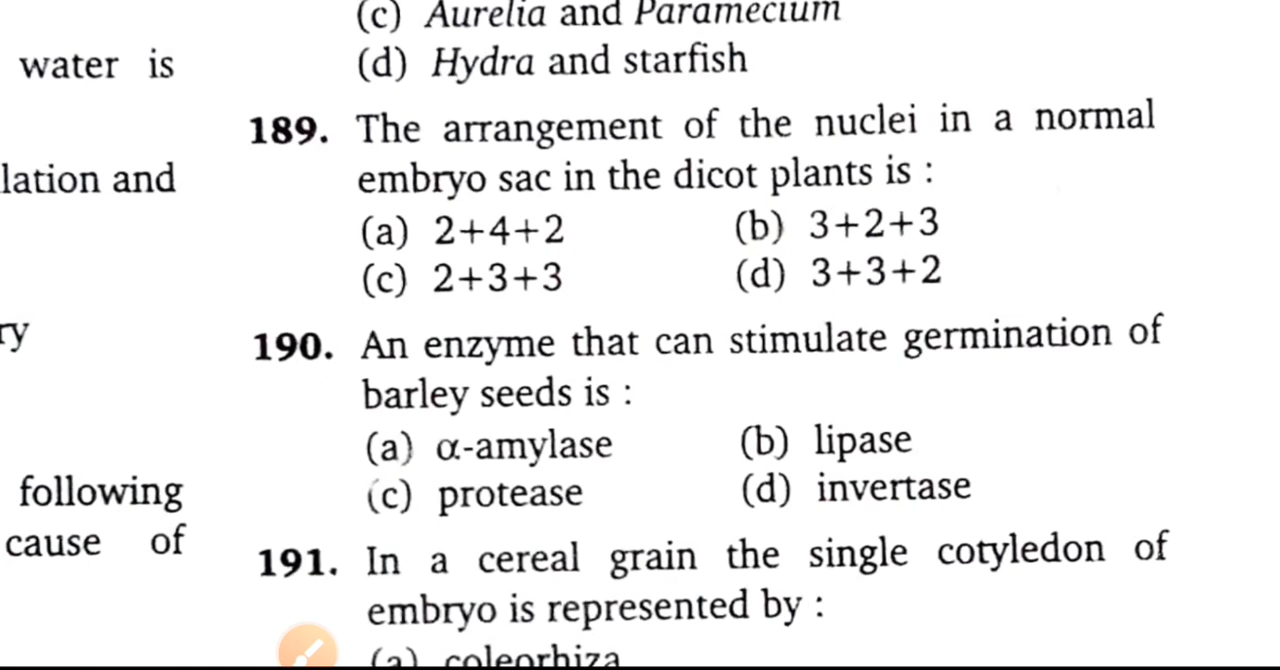 water is
lation and
ry
following
cause of
(c) Aurelia and Paramecium
(d) Hydra and starfish
189. The arrangement of the nuclei in a normal
embryo sac in the dicot plants is :
(a) 2+4+2 (b) 3+2+3
(c) 2+3+3 (d) 3+3+2
190. An enzyme that can stimulate germination of
barley seeds is :
(a) α-amylase (b) lipase
(c) protease (d) invertase
191. In a cereal grain the single cotyledon of
embryo is represented by :
(a) coleorhiza